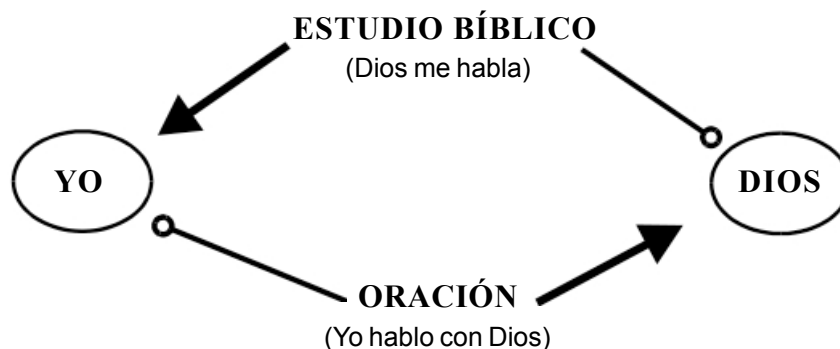 ESTUDIO BÍBLICO
(Dios me habla)
YO
DIOS
ORACIÓN
(Yo hablo con Dios)